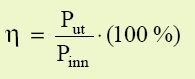 η = P_ut / P_inn · (100 %)